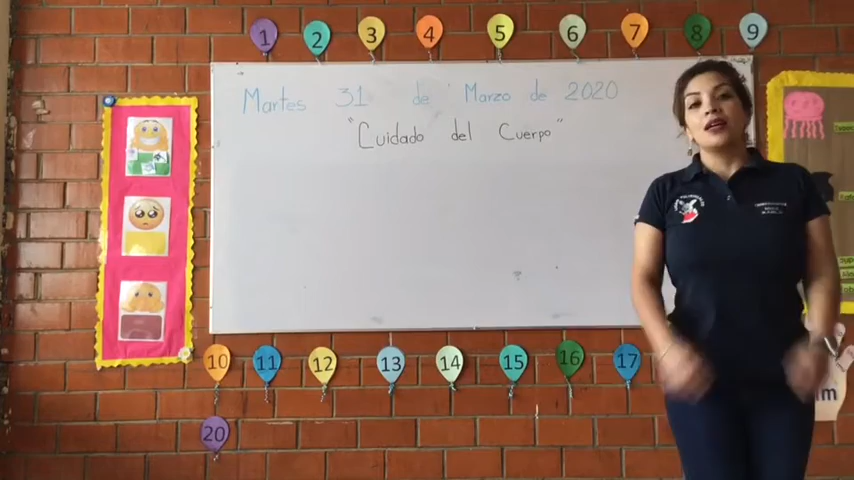 1 2 3 4 5 6 7 8 9
Martes 31 de Marzo de 2020
"Cuidado del Cuerpo"
10 11 12 13 14 15 16 17
20